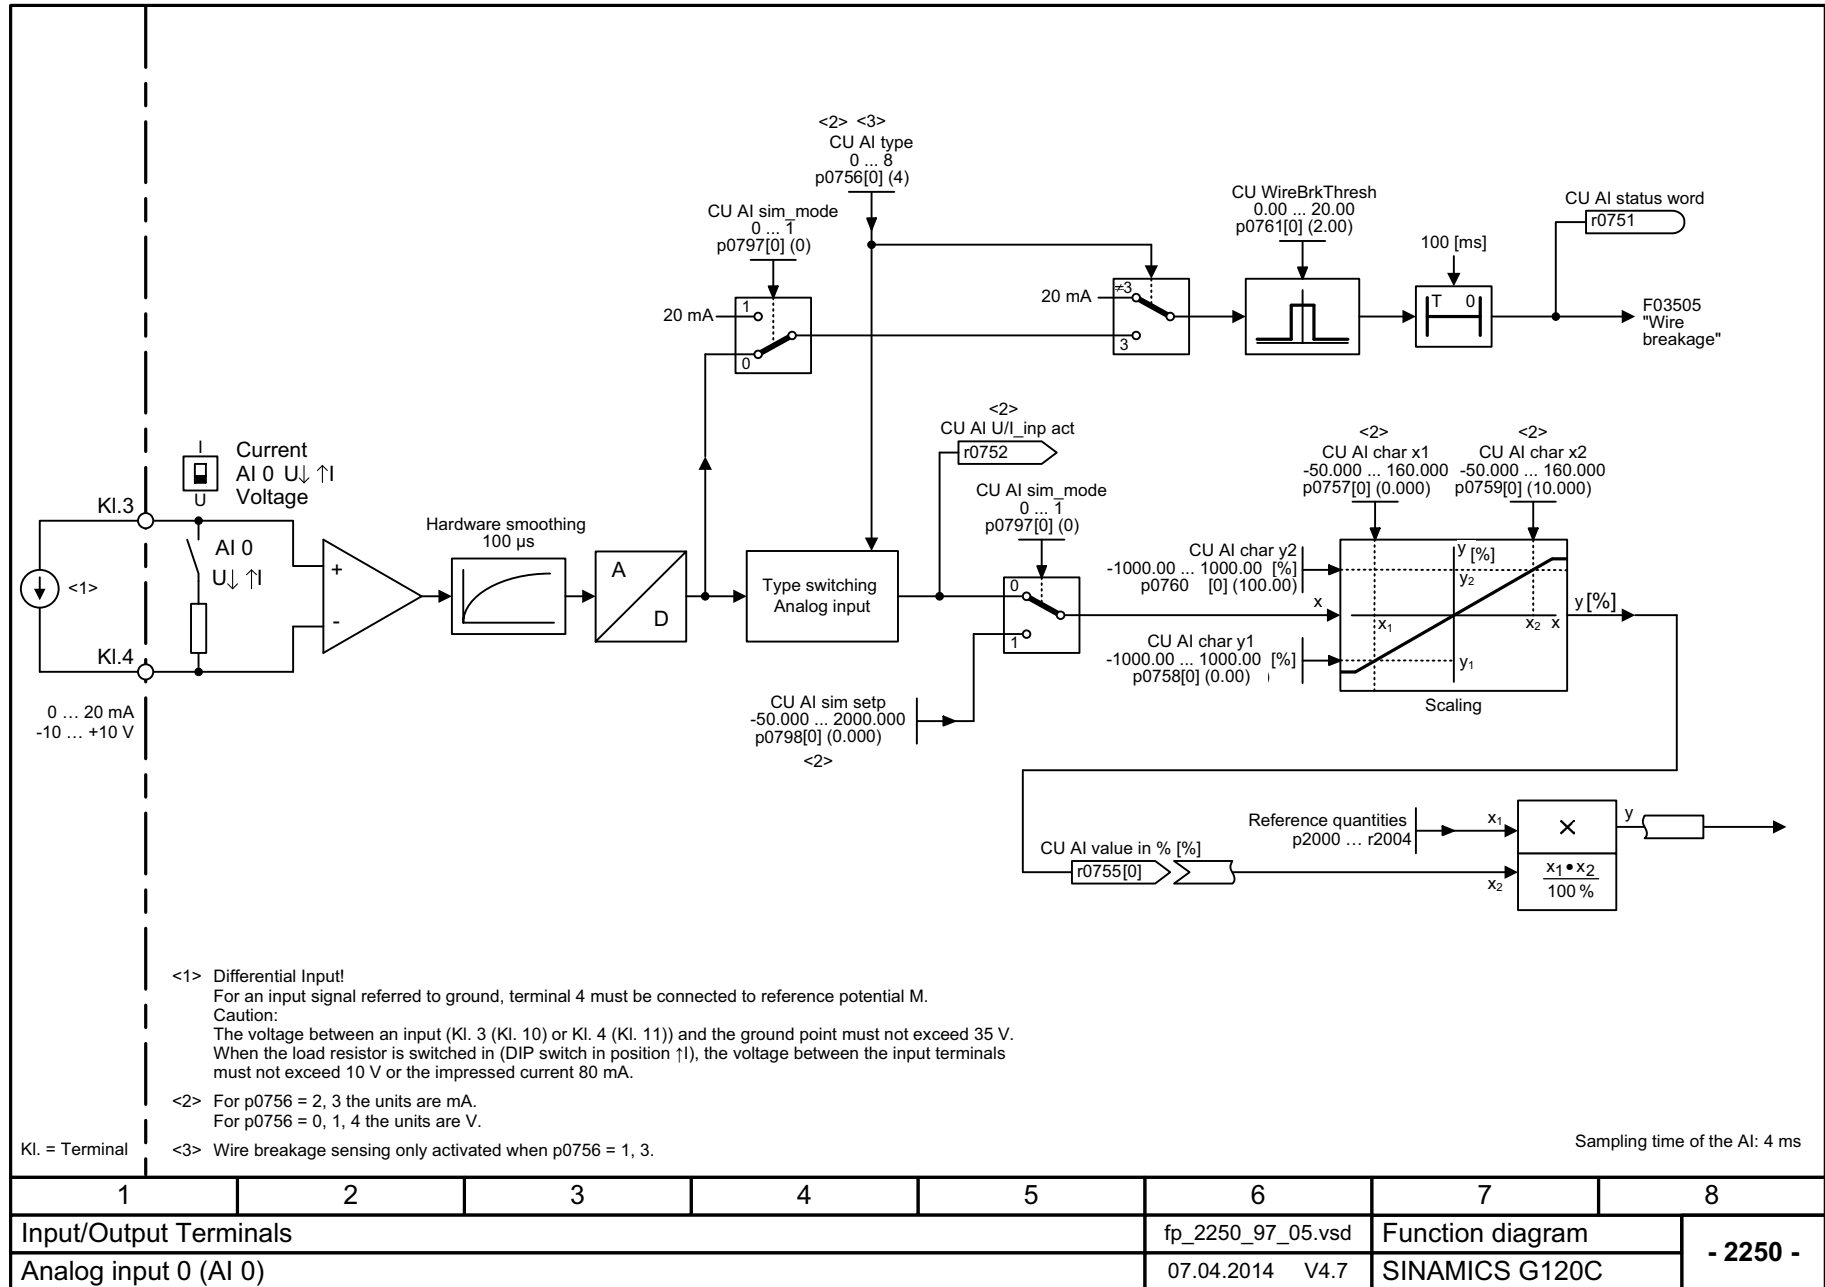 <2> <3>
CU AI type
0 ... 8
p0756[0] (4)
CU AI sim_mode
0 ... 1
p0797[0] (0)
1
20 mA
0
20 mA
≠3
3
CU WireBrkThresh
0.00 ... 20.00
p0761[0] (2.00)
100 [ms]
T 0
CU AI status word
r0751
F03505
"Wire
breakage"
I
U
Current
AI 0 U↓ ↑I
Voltage
Kl.3
AI 0
U↓ ↑I
<1>
Kl.4
0 … 20 mA
-10 … +10 V
+
-
Hardware smoothing
100 µs
A
D
Type switching
Analog input
<2>
CU AI U/I_inp act
r0752
CU AI sim_mode
0 ... 1
p0797[0] (0)
0
1
CU AI sim setp
-50.000 ... 2000.000
p0798[0] (0.000)
<2>
<2>
CU AI char x1
-50.000 ... 160.000
p0757[0] (0.000)
<2>
CU AI char x2
-50.000 ... 160.000
p0759[0] (10.000)
CU AI char y2
-1000.00 ... 1000.00 [%]
p0760 [0] (100.00)
x
CU AI char y1
-1000.00 ... 1000.00 [%]
p0758[0] (0.00)
y [%]
y2
x1
x2 x
y1
y [%]
Scaling
Reference quantities
p2000 … r2004
x1
×
y
CU AI value in % [%]
r0755[0]
x2
x1 • x2
100 %
<1> Differential Input!
For an input signal referred to ground, terminal 4 must be connected to reference potential M.
Caution:
The voltage between an input (Kl. 3 (Kl. 10) or Kl. 4 (Kl. 11)) and the ground point must not exceed 35 V.
When the load resistor is switched in (DIP switch in position ↑I), the voltage between the input terminals
must not exceed 10 V or the impressed current 80 mA.
<2> For p0756 = 2, 3 the units are mA.
For p0756 = 0, 1, 4 the units are V.
Kl. = Terminal
<3> Wire breakage sensing only activated when p0756 = 1, 3.
Sampling time of the AI: 4 ms
1 2 3 4 5 6 7 8
Input/Output Terminals
fp_2250_97_05.vsd
Function diagram
- 2250 -
Analog input 0 (AI 0)
07.04.2014 V4.7
SINAMICS G120C